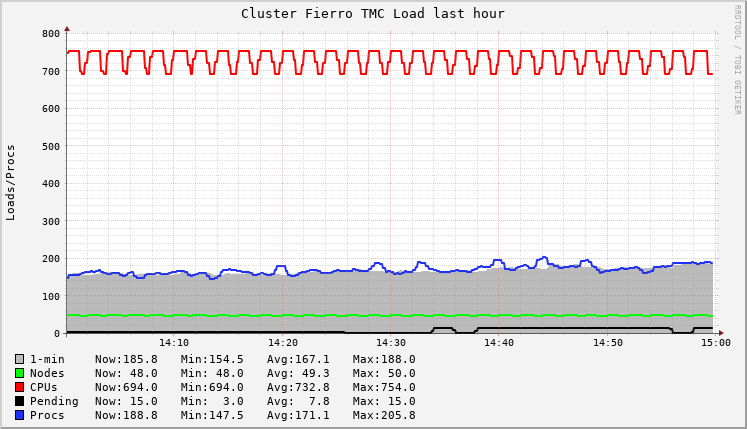 Cluster Fierro TMC Load last hour
RRDTOOL / TOBI OETIKER
Loads/Procs
800
700
600
500
400
300
200
100
0
14:10 14:20 14:30 14:40 14:50 15:00
1-min Now:185.8 Min:154.5 Avg:167.1 Max:188.0
Nodes Now: 48.0 Min: 48.0 Avg: 49.3 Max: 50.0
CPUs Now:694.0 Min:694.0 Avg:732.8 Max:754.0
Pending Now: 15.0 Min: 3.0 Avg: 7.8 Max: 15.0
Procs Now:188.8 Min:147.5 Avg:171.1 Max:205.8